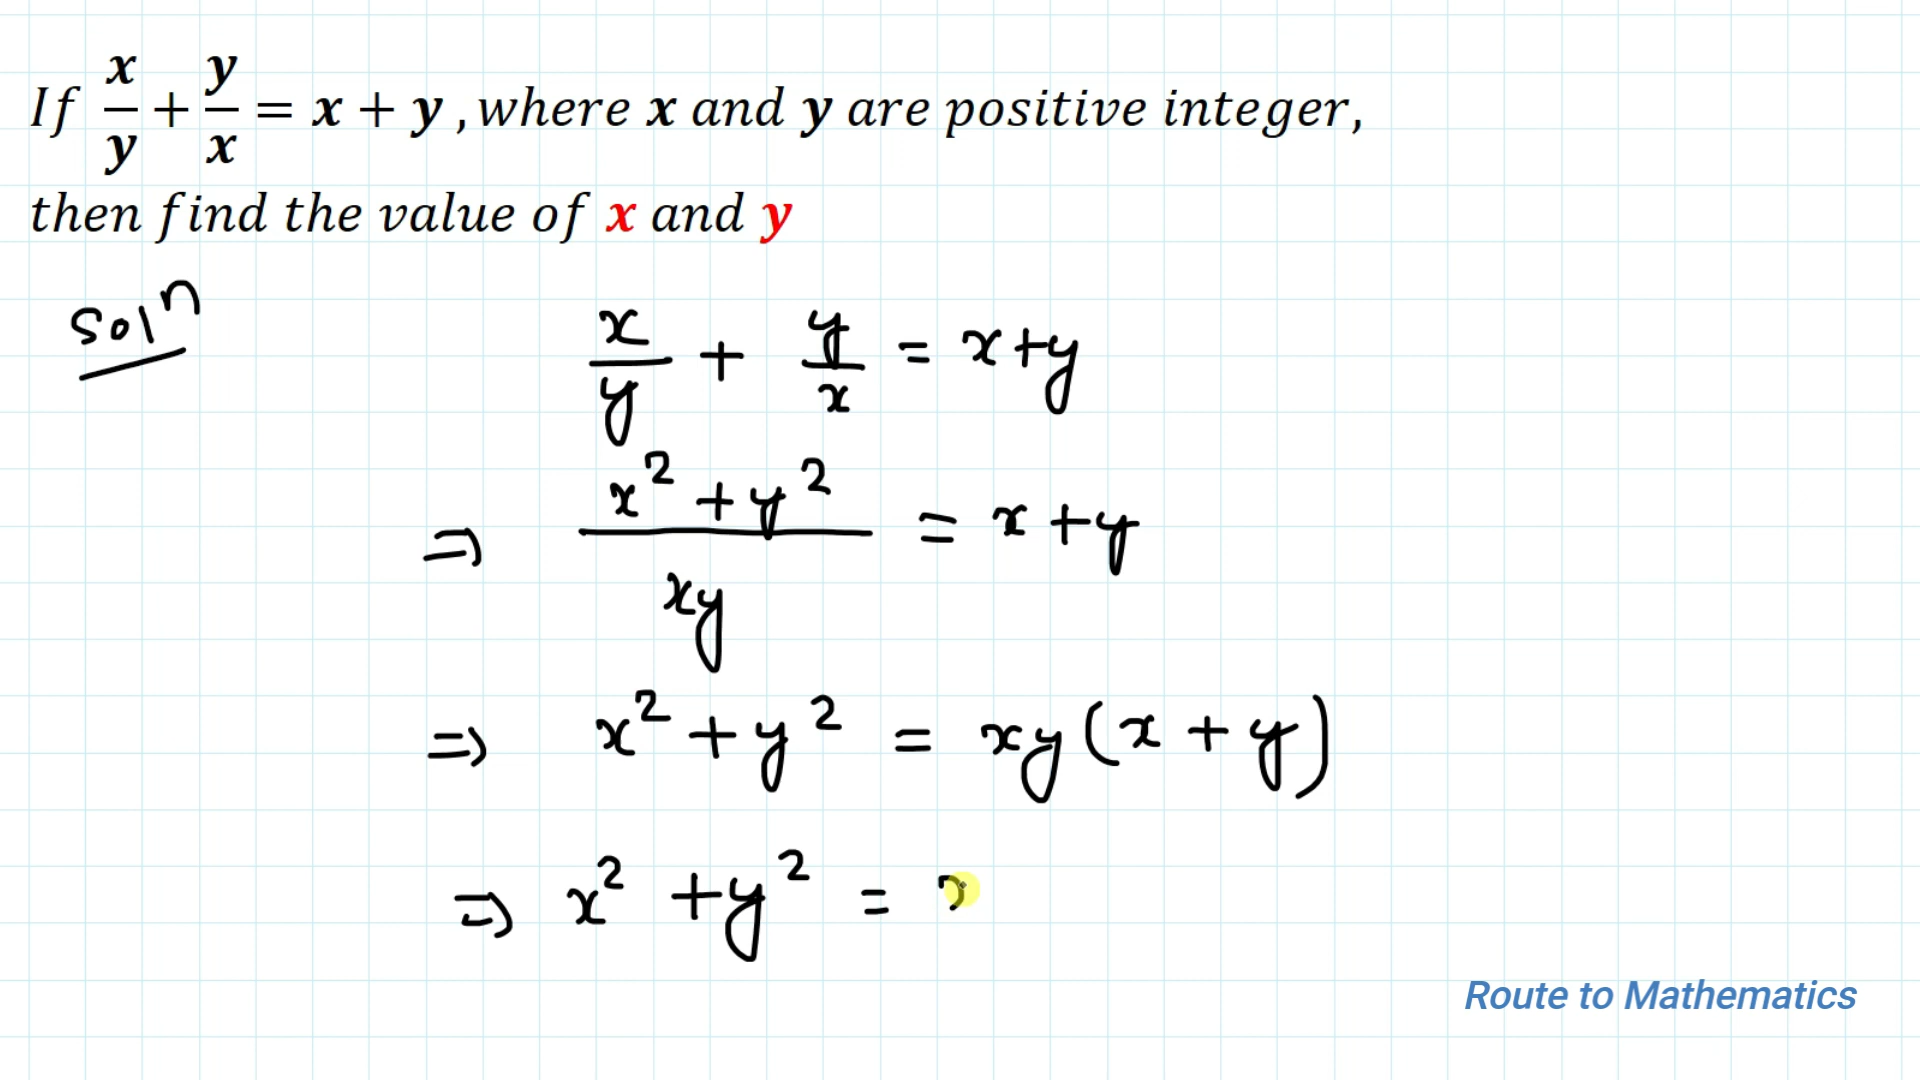 If x/y + y/x = x + y , where x and y are positive integer,
then find the value of x and y
Solⁿ
x/y + y/x = x+y
⇒ x² + y² / xy = x + y
⇒ x² + y² = xy(x + y)
⇒ x² + y² =
Route to Mathematics